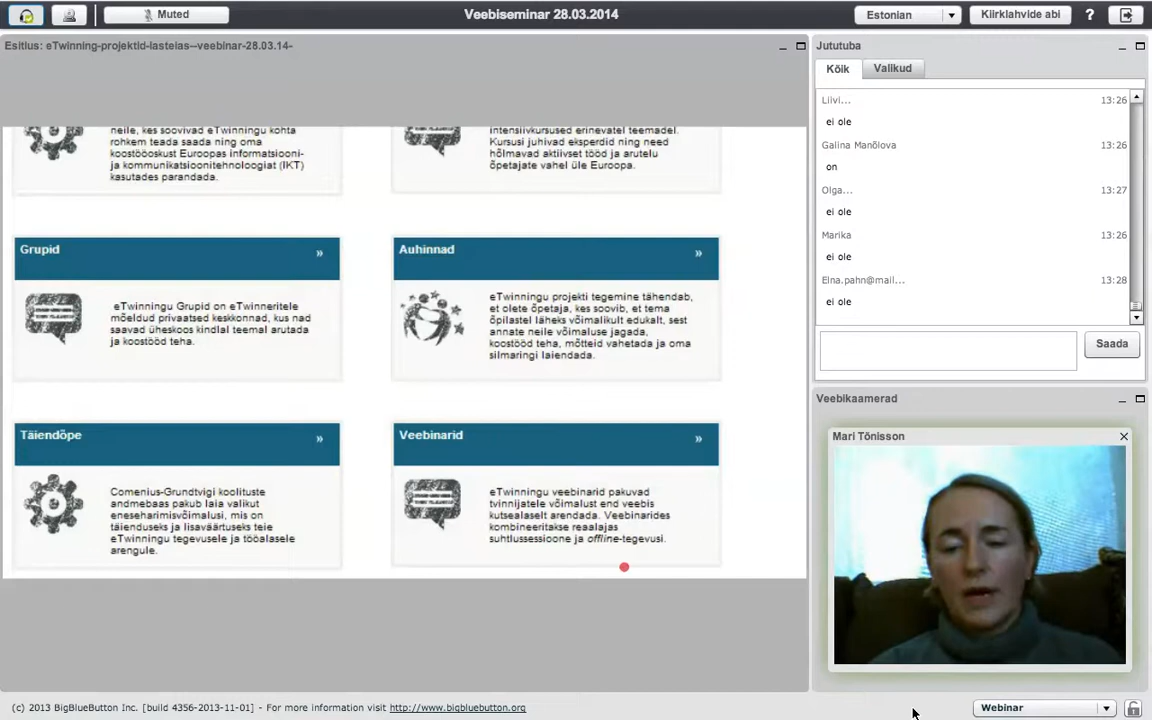 Muted
Veebiseminar 28.03.2014
Estonian
Kiirklahvide abi
?
Esitlus: eTwinning-projektid-lasteias--veebinar-28.03.14-
neile, kes soovivad eTwinningu kohta
rohkem teada saada ning oma
koostööoskust Euroopas informatsiooni-
ja kommunikatsioonitehnoloogiat (IKT)
kasutades parandada.
intensiivkursused erinevatel teemadel.
Kursusi juhivad eksperdid ning need
hõlmavad aktiivset tööd ja arutelu
õpetajate vahel üle Euroopa.
Grupid »
eTwinningu Grupid on eTwinneritele
mõeldud privaatsed keskkonnad, kus nad
saavad üheskoos kindlal teemal arutada
ja koostööd teha.
Auhinnad »
eTwinningu projekti tegemine tähendab,
et olete õpetaja, kes soovib, et tema
õpilastel läheks võimalikult edukalt, sest
annate neile võimaluse jagada,
koostööd teha, mõtteid vahetada ja oma
silmaringi laiendada.
Täiendõpe »
Comenius-Grundtvigi koolituste
andmebaas pakub laia valikut
eneseharimisvõimalusi, mis on
täienduseks ja lisaväärtuseks teie
eTwinningu tegevusele ja tööalasele
arengule.
Veebinarid »
eTwinningu veebinarid pakuvad
tvinnijatele võimalust end veebis
kutsealaselt arendada. Veebinarides
kombineeritakse reaalajas
suhtlussessioone ja offline-tegevusi.
Jututuba
Kõik Valikud
Liivi... 13:26
ei ole
Galina Manõlova 13:26
on
Olga... 13:27
ei ole
Marika 13:26
ei ole
Elna.pahn@mail... 13:28
ei ole
Saada
Veebikaamerad
Mari Tõnisson
(c) 2013 BigBlueButton Inc. [build 4356-2013-11-01] - For more information visit http://www.bigbluebutton.org
Webinar